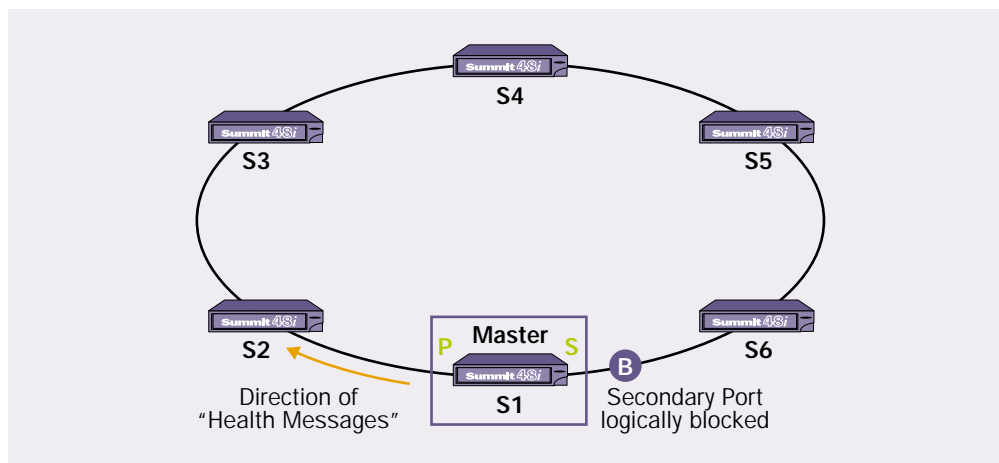 Summit 48i
S4
Summit 48i
S3
Summit 48i
S5
Summit 48i
S2
Summit 48i
S6
P Master S
Summit 48i
S1
B
Direction of
“Health Messages”
Secondary Port
logically blocked